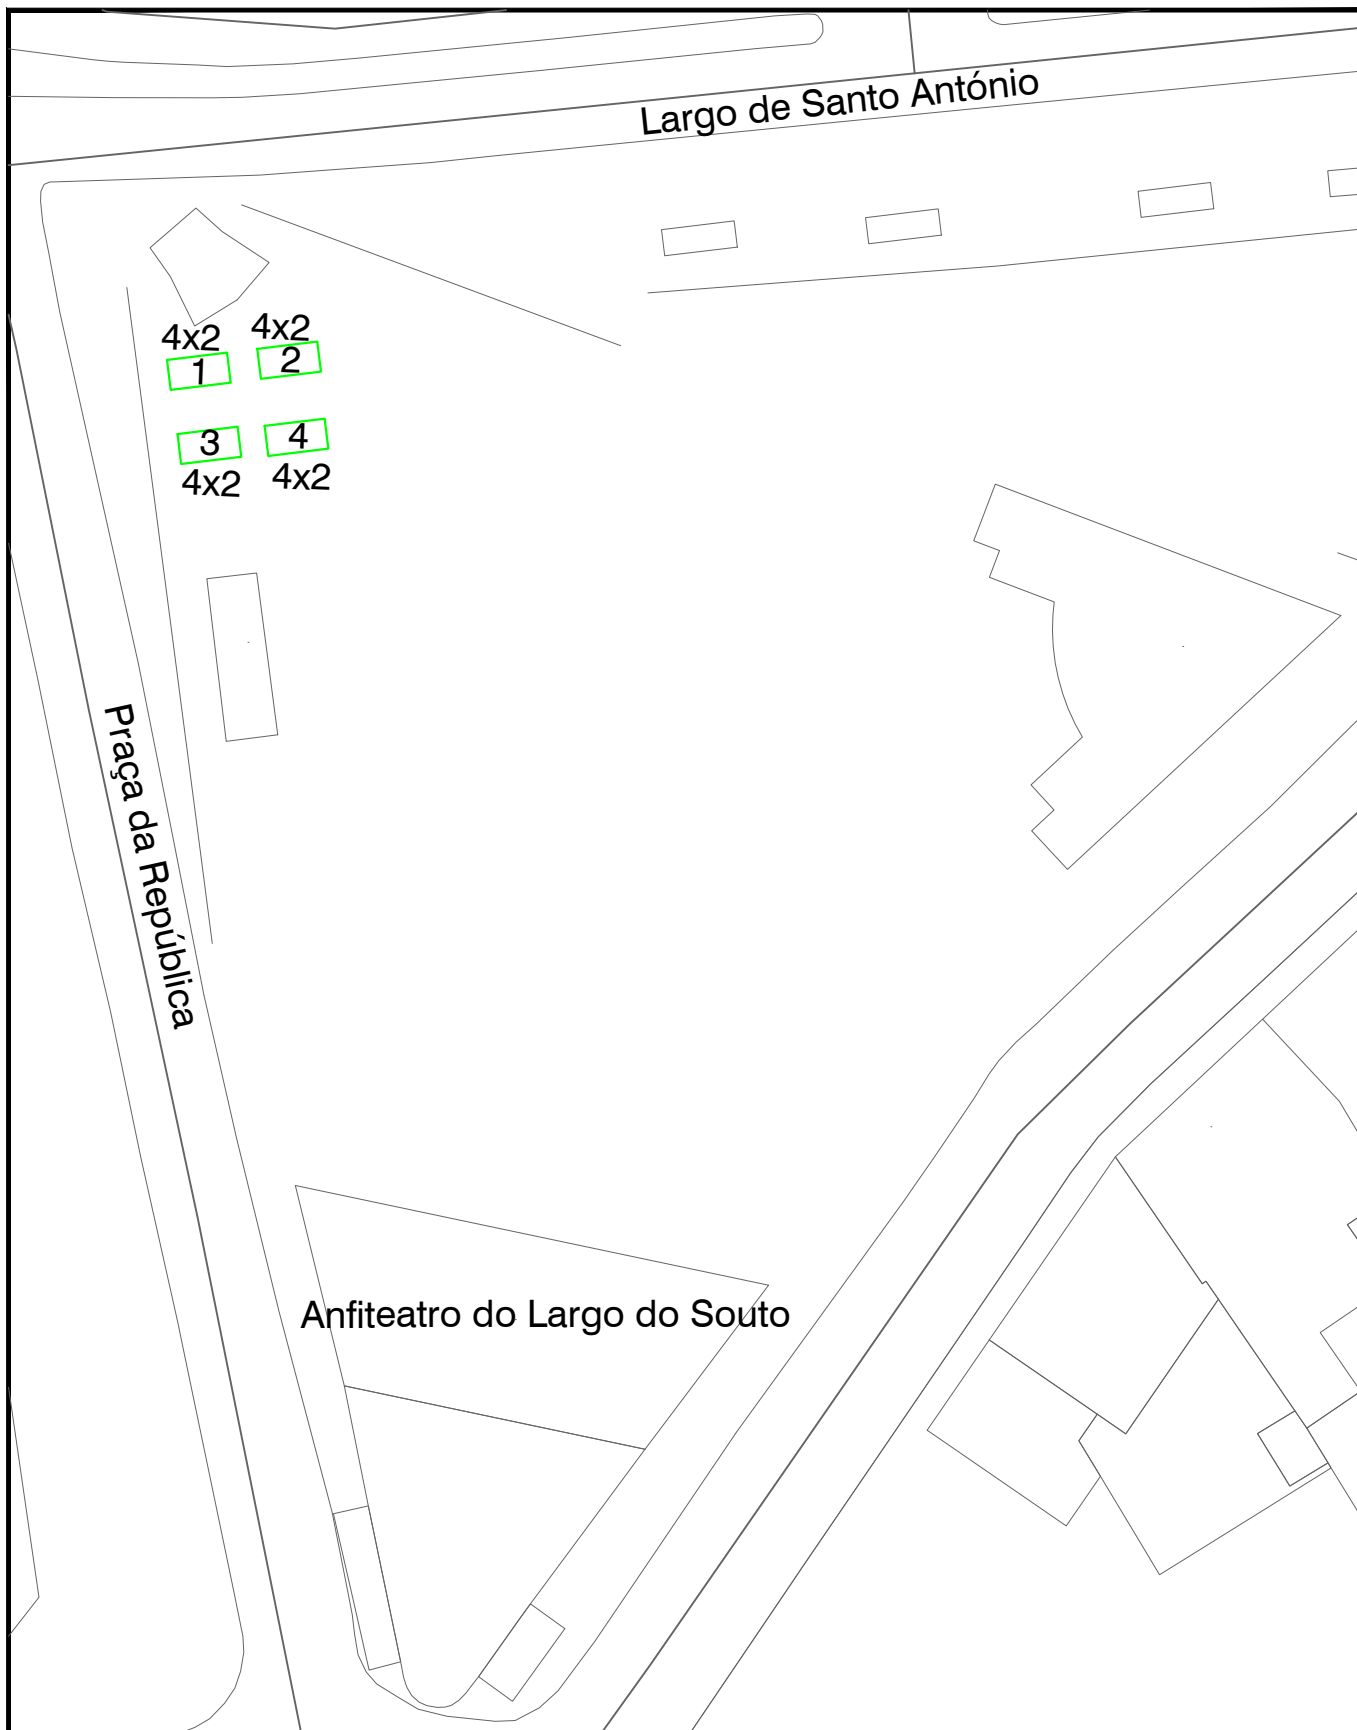 Largo de Santo António
4x2
4x2
1
2
3
4
4x2
4x2
Praça da República
Anfiteatro do Largo do Souto